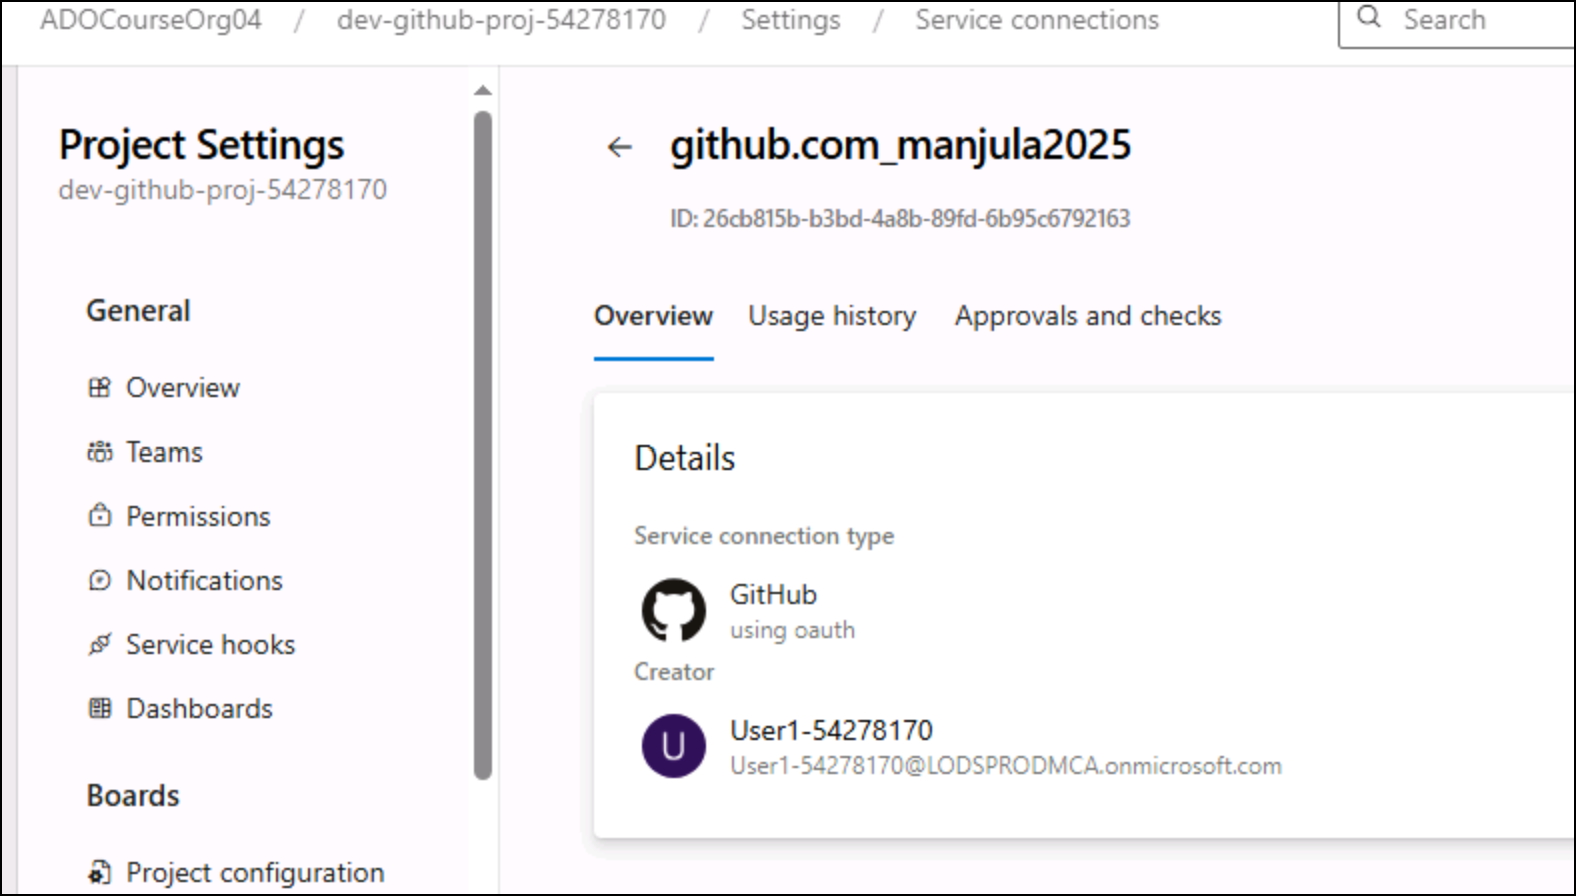 ADOCourseOrg04 / dev-github-proj-54278170 / Settings / Service connections
Search
Project Settings
dev-github-proj-54278170
General
Overview
Teams
Permissions
Notifications
Service hooks
Dashboards
Boards
Project configuration
github.com_manjula2025
ID: 26cb815b-b3bd-4a8b-89fd-6b95c6792163
Overview Usage history Approvals and checks
Details
Service connection type
GitHub
using oauth
Creator
U
User1-54278170
User1-54278170@LODSPRODMCA.onmicrosoft.com